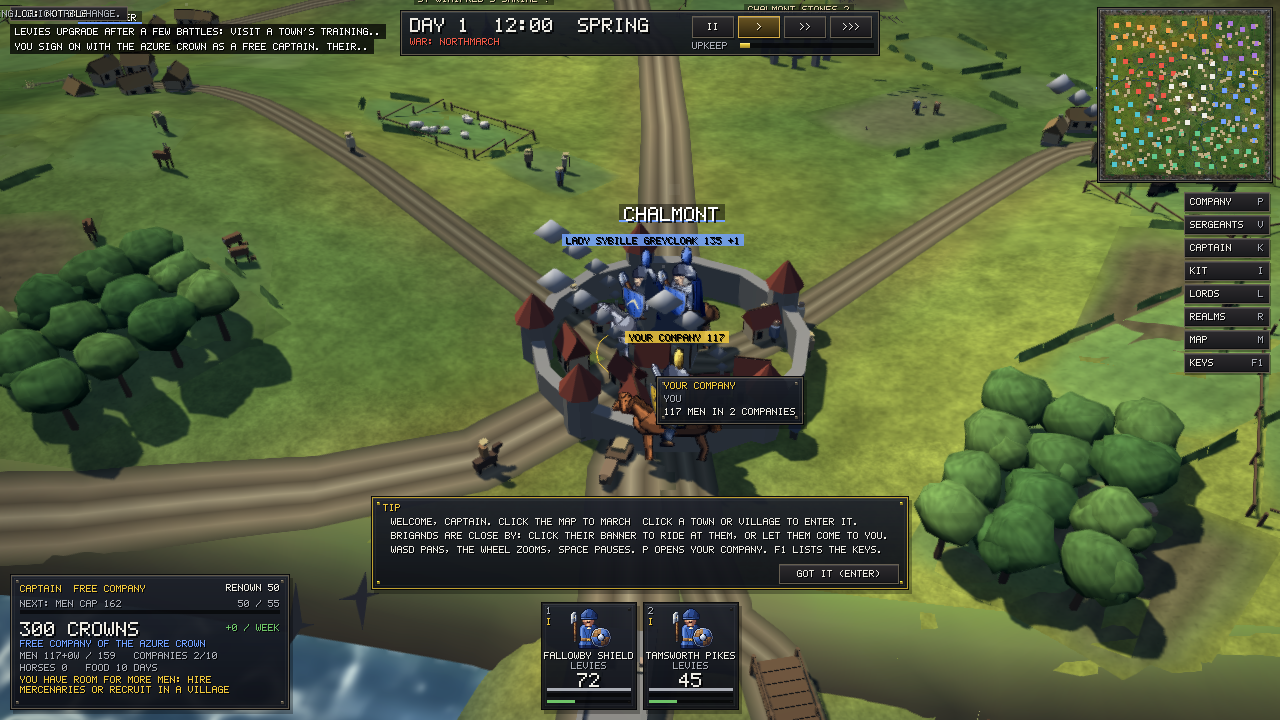 LEVIES UPGRADE AFTER A FEW BATTLES: VISIT A TOWN'S TRAINING..
YOU SIGN ON WITH THE AZURE CROWN AS A FREE CAPTAIN. THEIR..
DAY 1 12:00 SPRING
WAR: NORTHMARCH
II > >> >>>
UPKEEP
COMPANY P
SERGEANTS V
CAPTAIN K
KIT I
LORDS L
REALMS R
MAP M
KEYS F1
CHALMONT
LADY SYBILLE GREYCLOAK 135 +1
YOUR COMPANY 117
YOUR COMPANY
YOU
117 MEN IN 2 COMPANIES
TIP
WELCOME, CAPTAIN. CLICK THE MAP TO MARCH CLICK A TOWN OR VILLAGE TO ENTER IT.
BRIGANDS ARE CLOSE BY: CLICK THEIR BANNER TO RIDE AT THEM, OR LET THEM COME TO YOU.
WASD PANS, THE WHEEL ZOOMS, SPACE PAUSES. P OPENS YOUR COMPANY. F1 LISTS THE KEYS.
GOT IT (ENTER)
CAPTAIN FREE COMPANY RENOWN 50
NEXT: MEN CAP 162 50 / 55
300 CROWNS +0 / WEEK
FREE COMPANY OF THE AZURE CROWN
MEN 117+0W / 159 COMPANIES 2/10
HORSES 0 FOOD 10 DAYS
YOU HAVE ROOM FOR MORE MEN: HIRE
MERCENARIES OR RECRUIT IN A VILLAGE
1
I
FALLOWBY SHIELD
LEVIES
72
2
I
TAMSWORTH PIKES
LEVIES
45